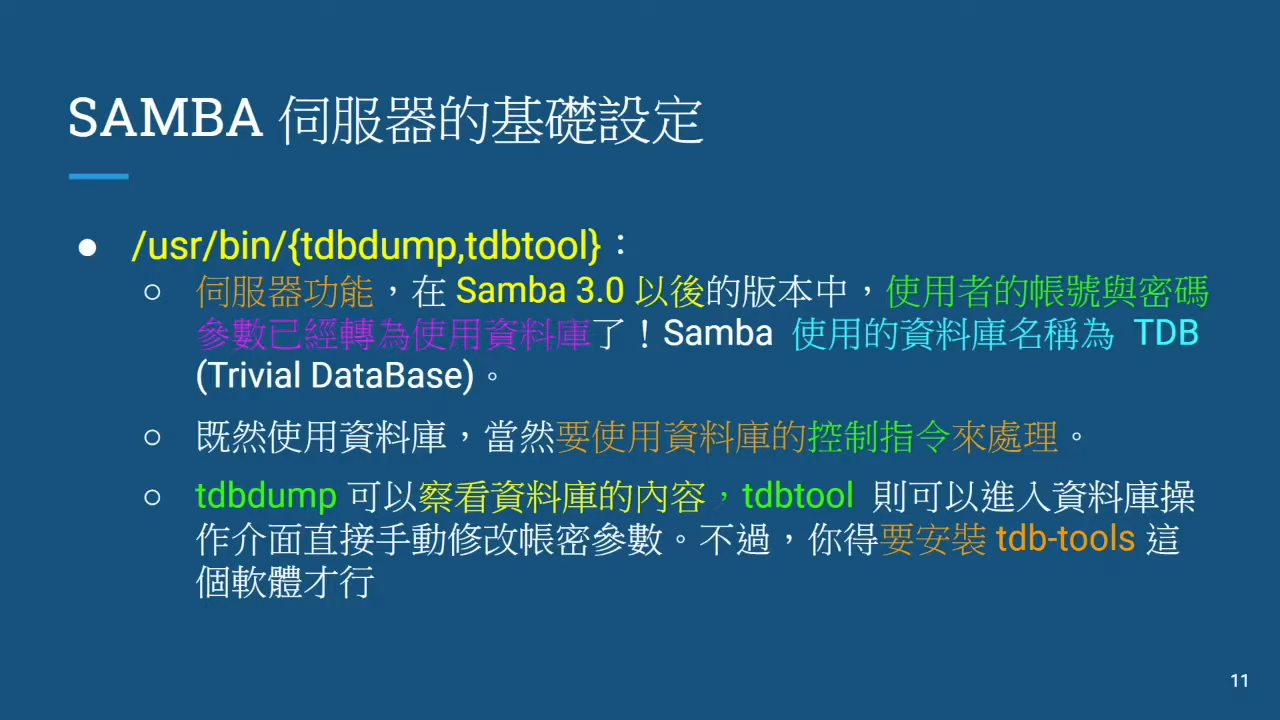 SAMBA 伺服器的基礎設定
● /usr/bin/{tdbdump,tdbtool}：
○ 伺服器功能，在 Samba 3.0 以後的版本中，使用者的帳號與密碼
參數已經轉為使用資料庫了！Samba 使用的資料庫名稱為 TDB
(Trivial DataBase)。
○ 既然使用資料庫，當然要使用資料庫的控制指令來處理。
○ tdbdump 可以察看資料庫的內容，tdbtool 則可以進入資料庫操
作介面直接手動修改帳密參數。不過，你得要安裝 tdb-tools 這
個軟體才行
11